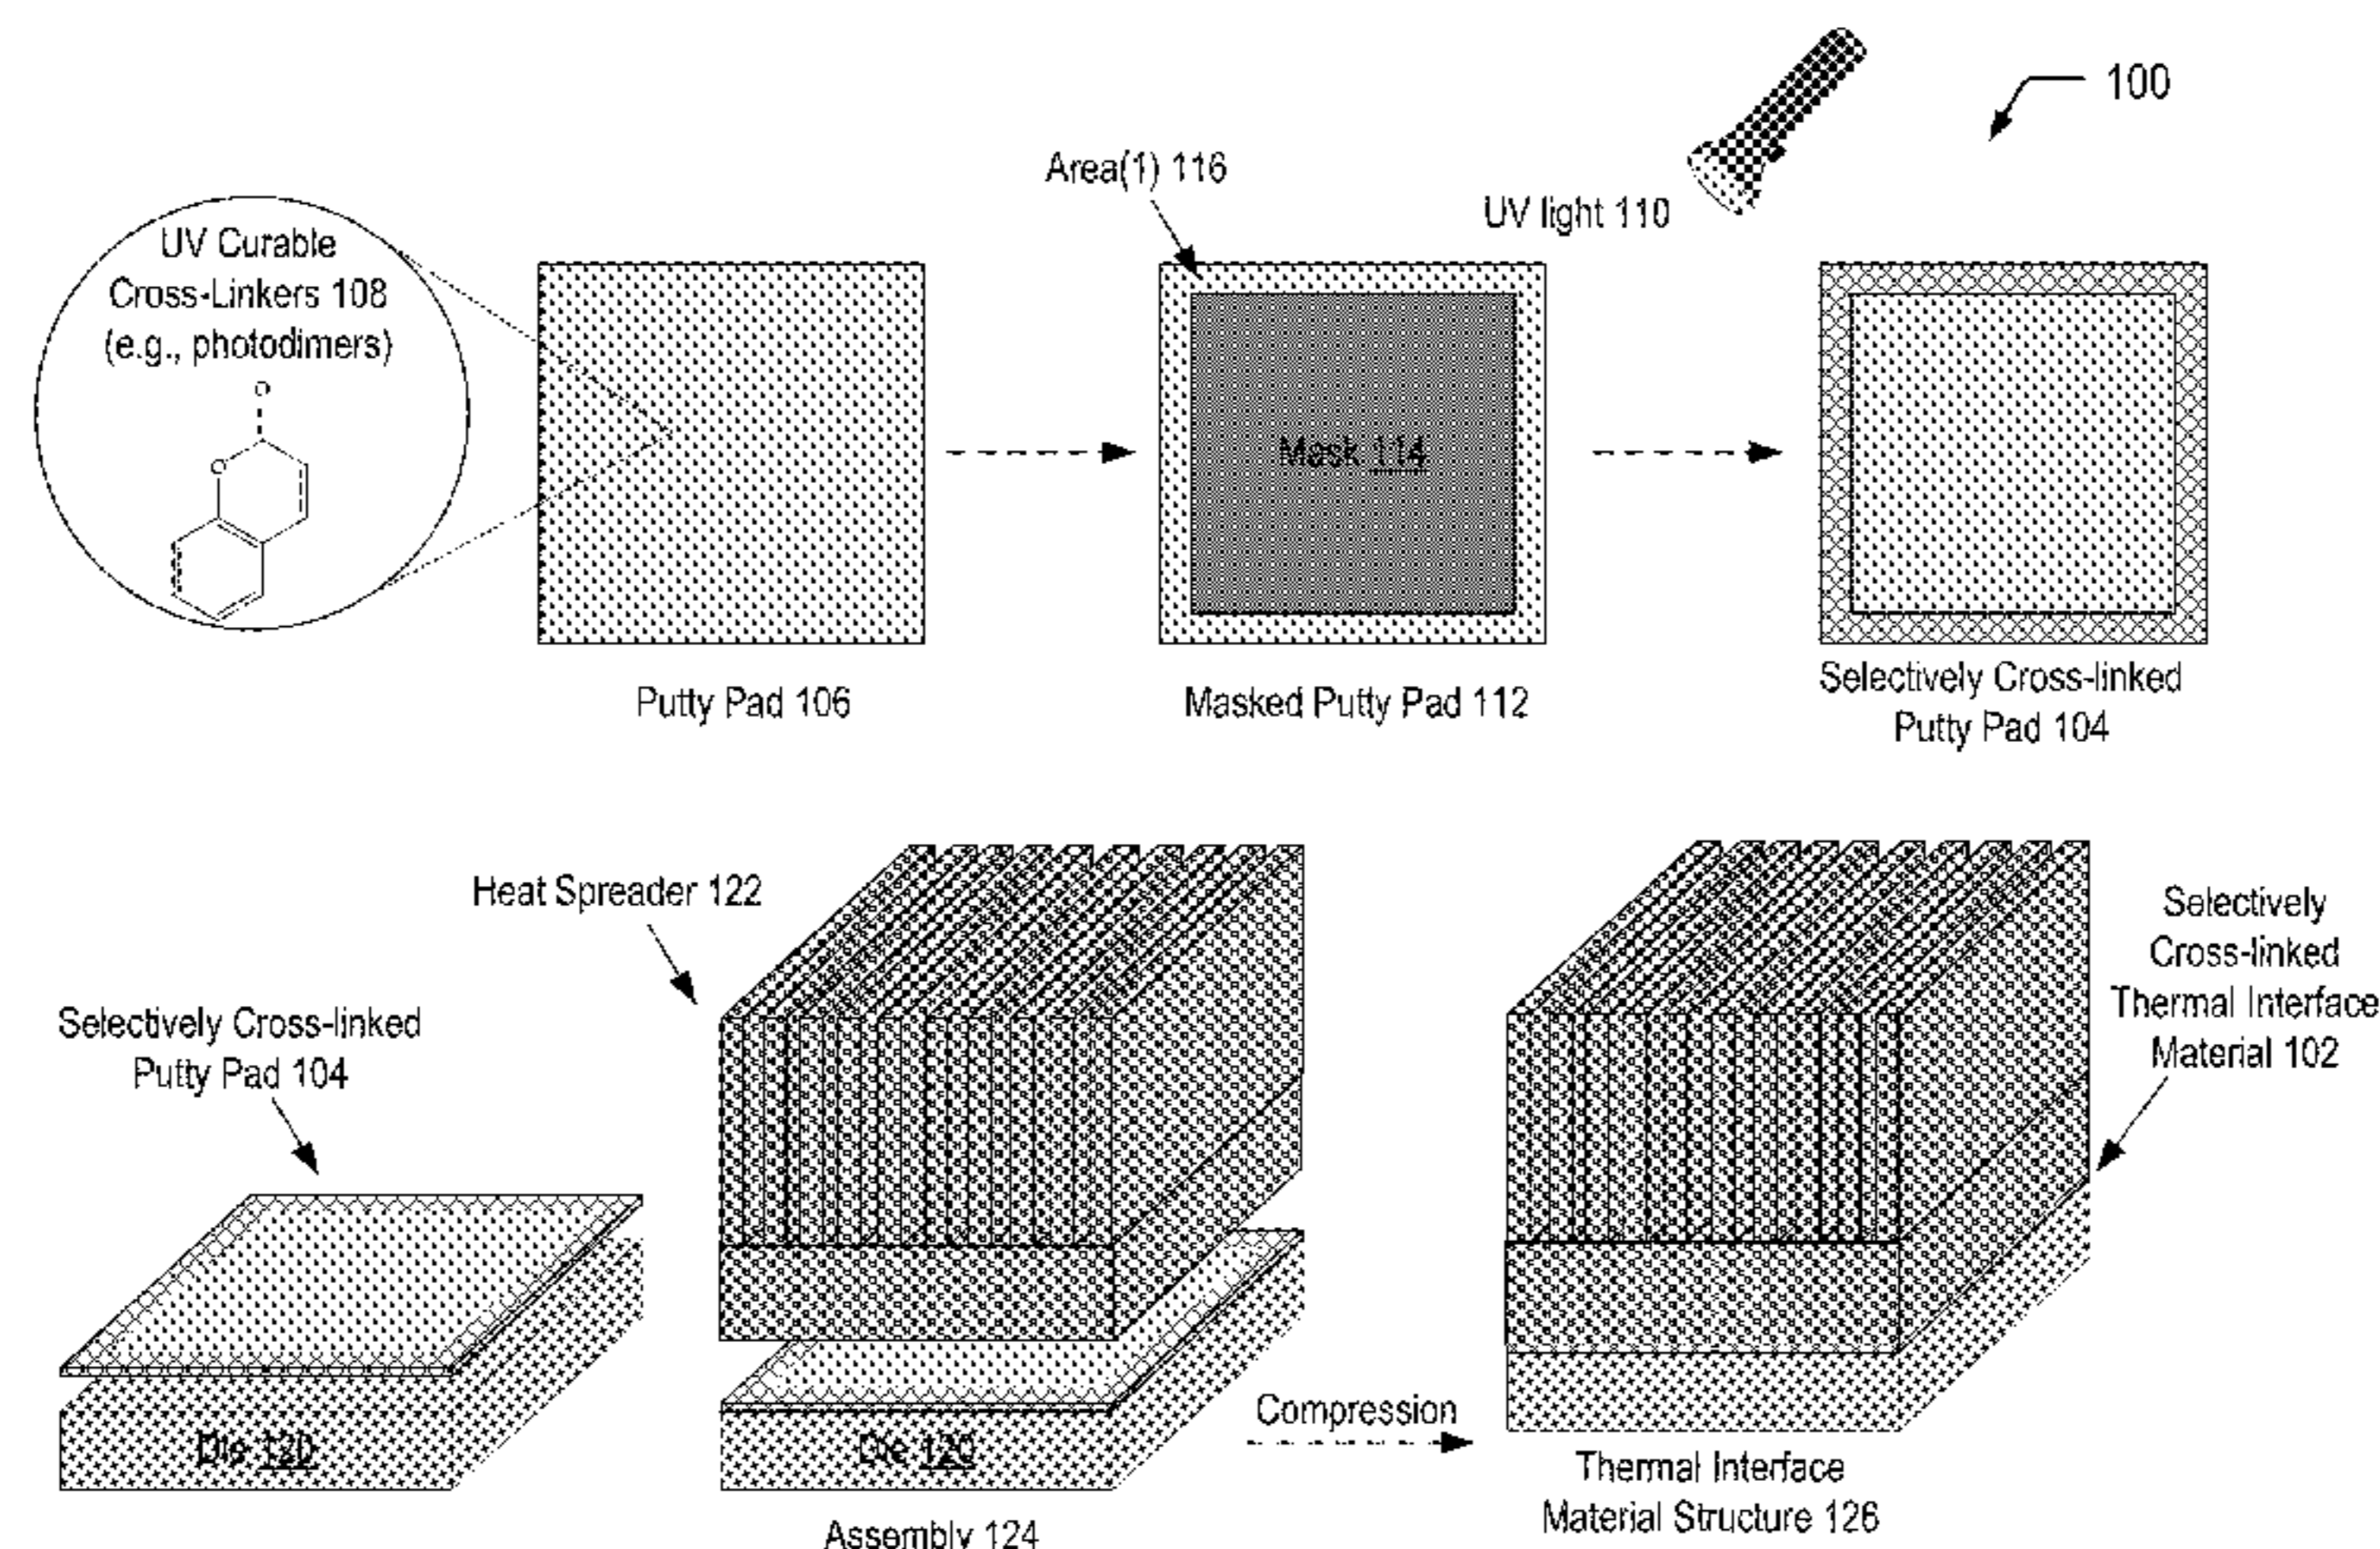 100
Area(1) 116
UV light 110
UV Curable
Cross-Linkers 108
(e.g., photodimers)
O
O
Mask 114
Putty Pad 106
Masked Putty Pad 112
Selectively Cross-linked
Putty Pad 104
Heat Spreader 122
Selectively
Cross-linked
Thermal Interface
Material 102
Selectively Cross-linked
Putty Pad 104
Die 120
Die 120
Compression
Assembly 124
Thermal Interface
Material Structure 126